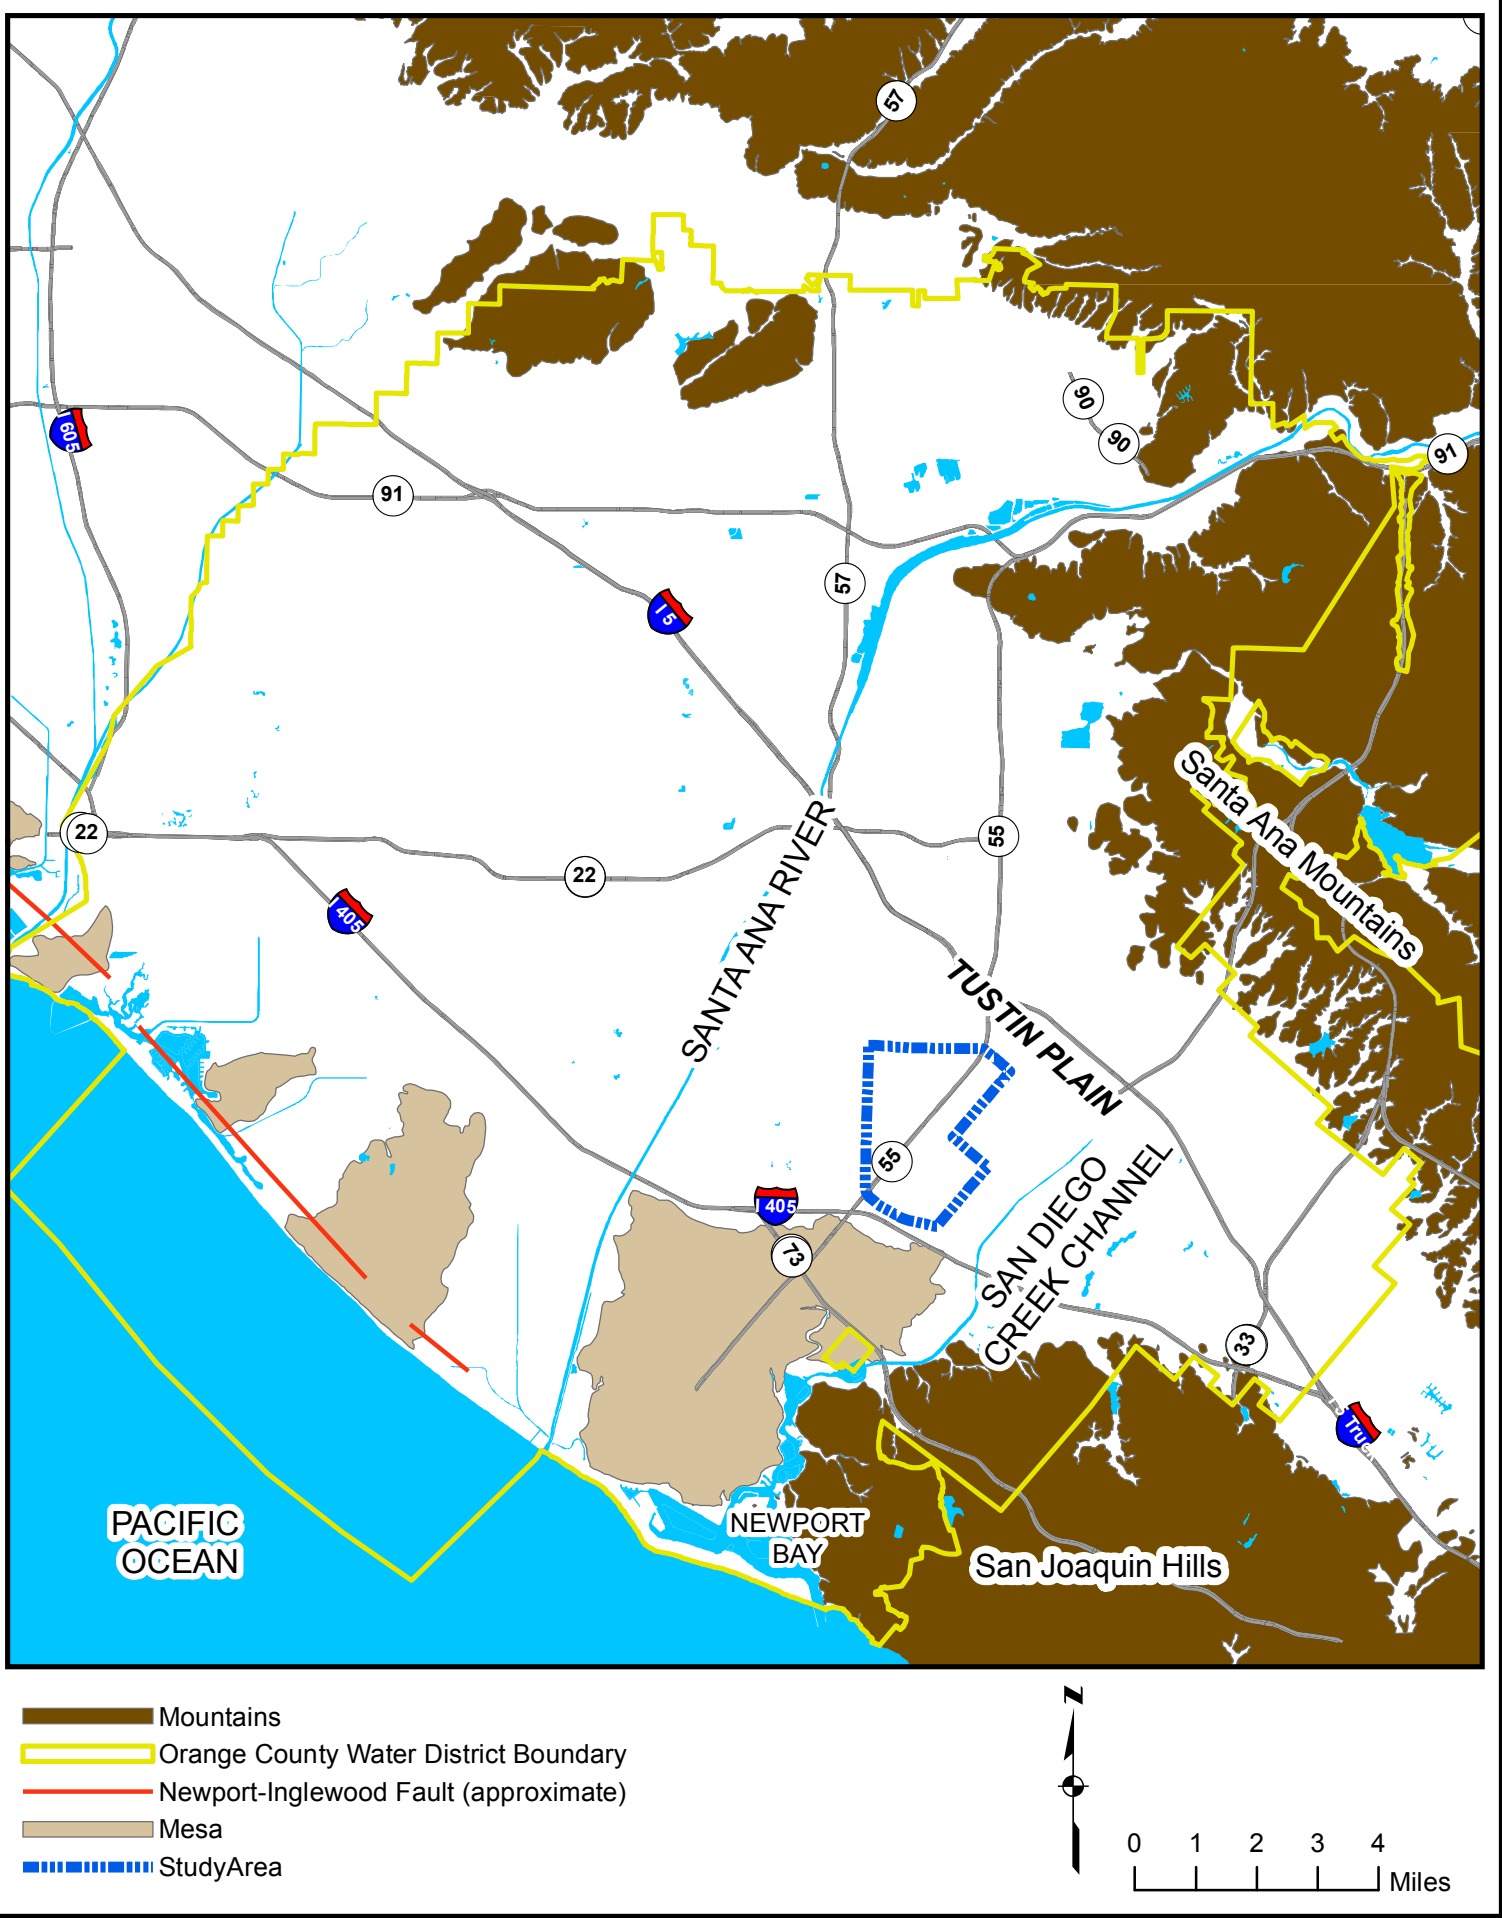 57
I 605
90
90
91
91
57
I 5
22
22
55
I 405
Santa Ana Mountains
SANTA ANA RIVER
TUSTIN PLAIN
55
SAN DIEGO
CREEK CHANNEL
I 405
73
33
Tru
PACIFIC
OCEAN
NEWPORT
BAY
San Joaquin Hills
Mountains
Orange County Water District Boundary
Newport-Inglewood Fault (approximate)
Mesa
StudyArea
N
0 1 2 3 4
Miles